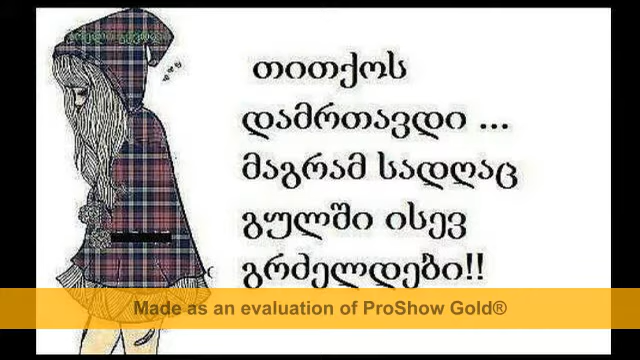 თითქოს
დამრთავდი ...
მაგრამ სადღაც
გულში ისევ
გრძელდები!!
Made as an evaluation of ProShow Gold®